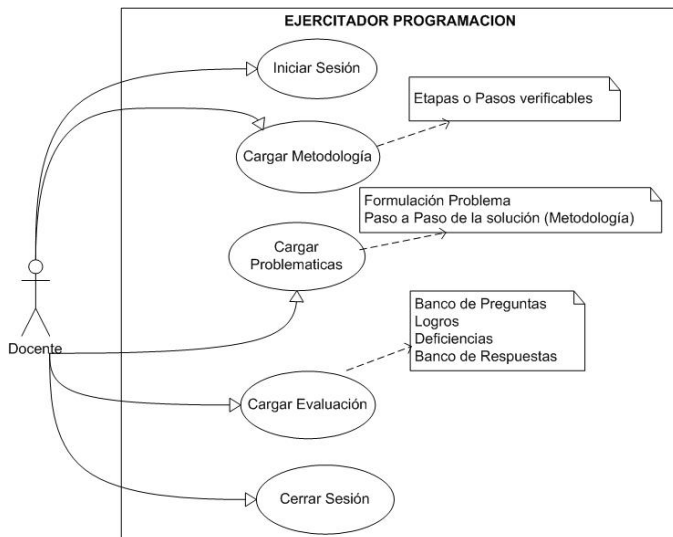 EJERCITADOR PROGRAMACION
Iniciar Sesión
Etapas o Pasos verificables
Cargar Metodología
Formulación Problema
Paso a Paso de la solución (Metodología)
Cargar
Problematicas
Banco de Preguntas
Logros
Deficiencias
Banco de Respuestas
Docente
Cargar Evaluación
Cerrar Sesión